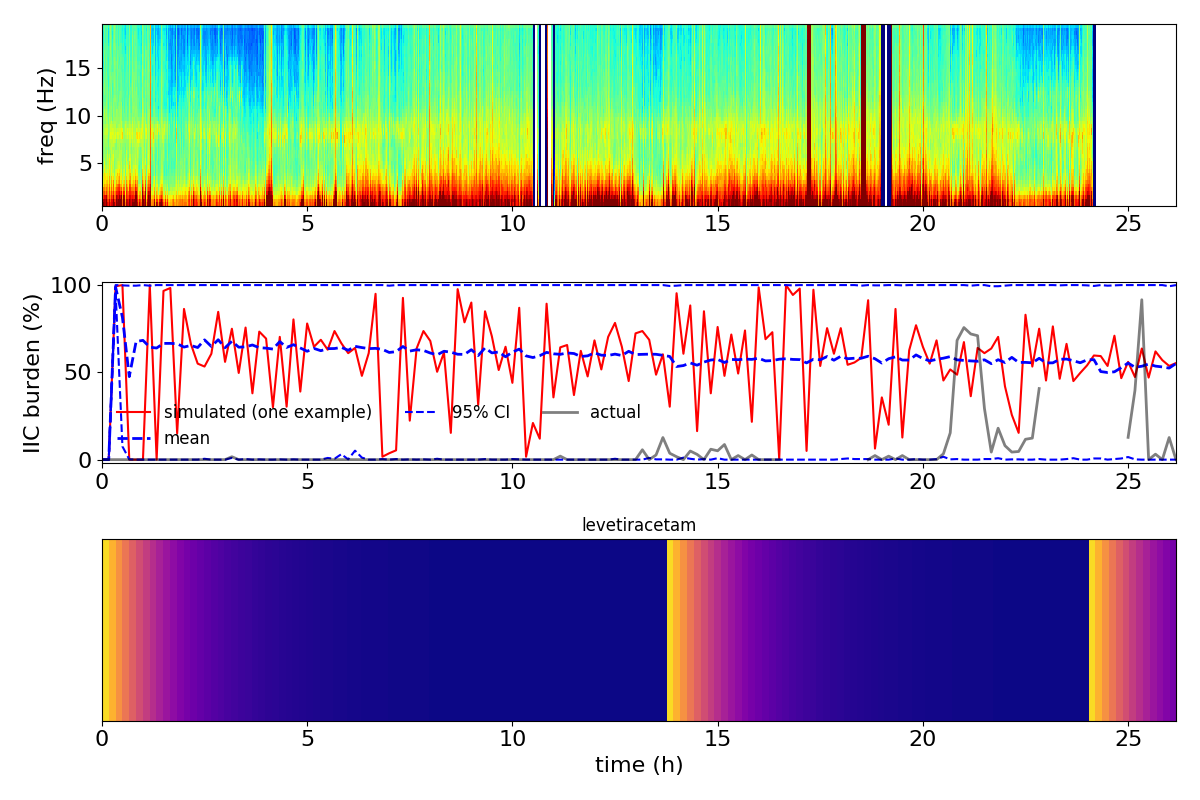 freq (Hz)
15
10
5
0 5 10 15 20 25
IIC burden (%)
100
50
0
simulated (one example) 95% CI actual
mean
0 5 10 15 20 25
levetiracetam
0 5 10 15 20 25
time (h)